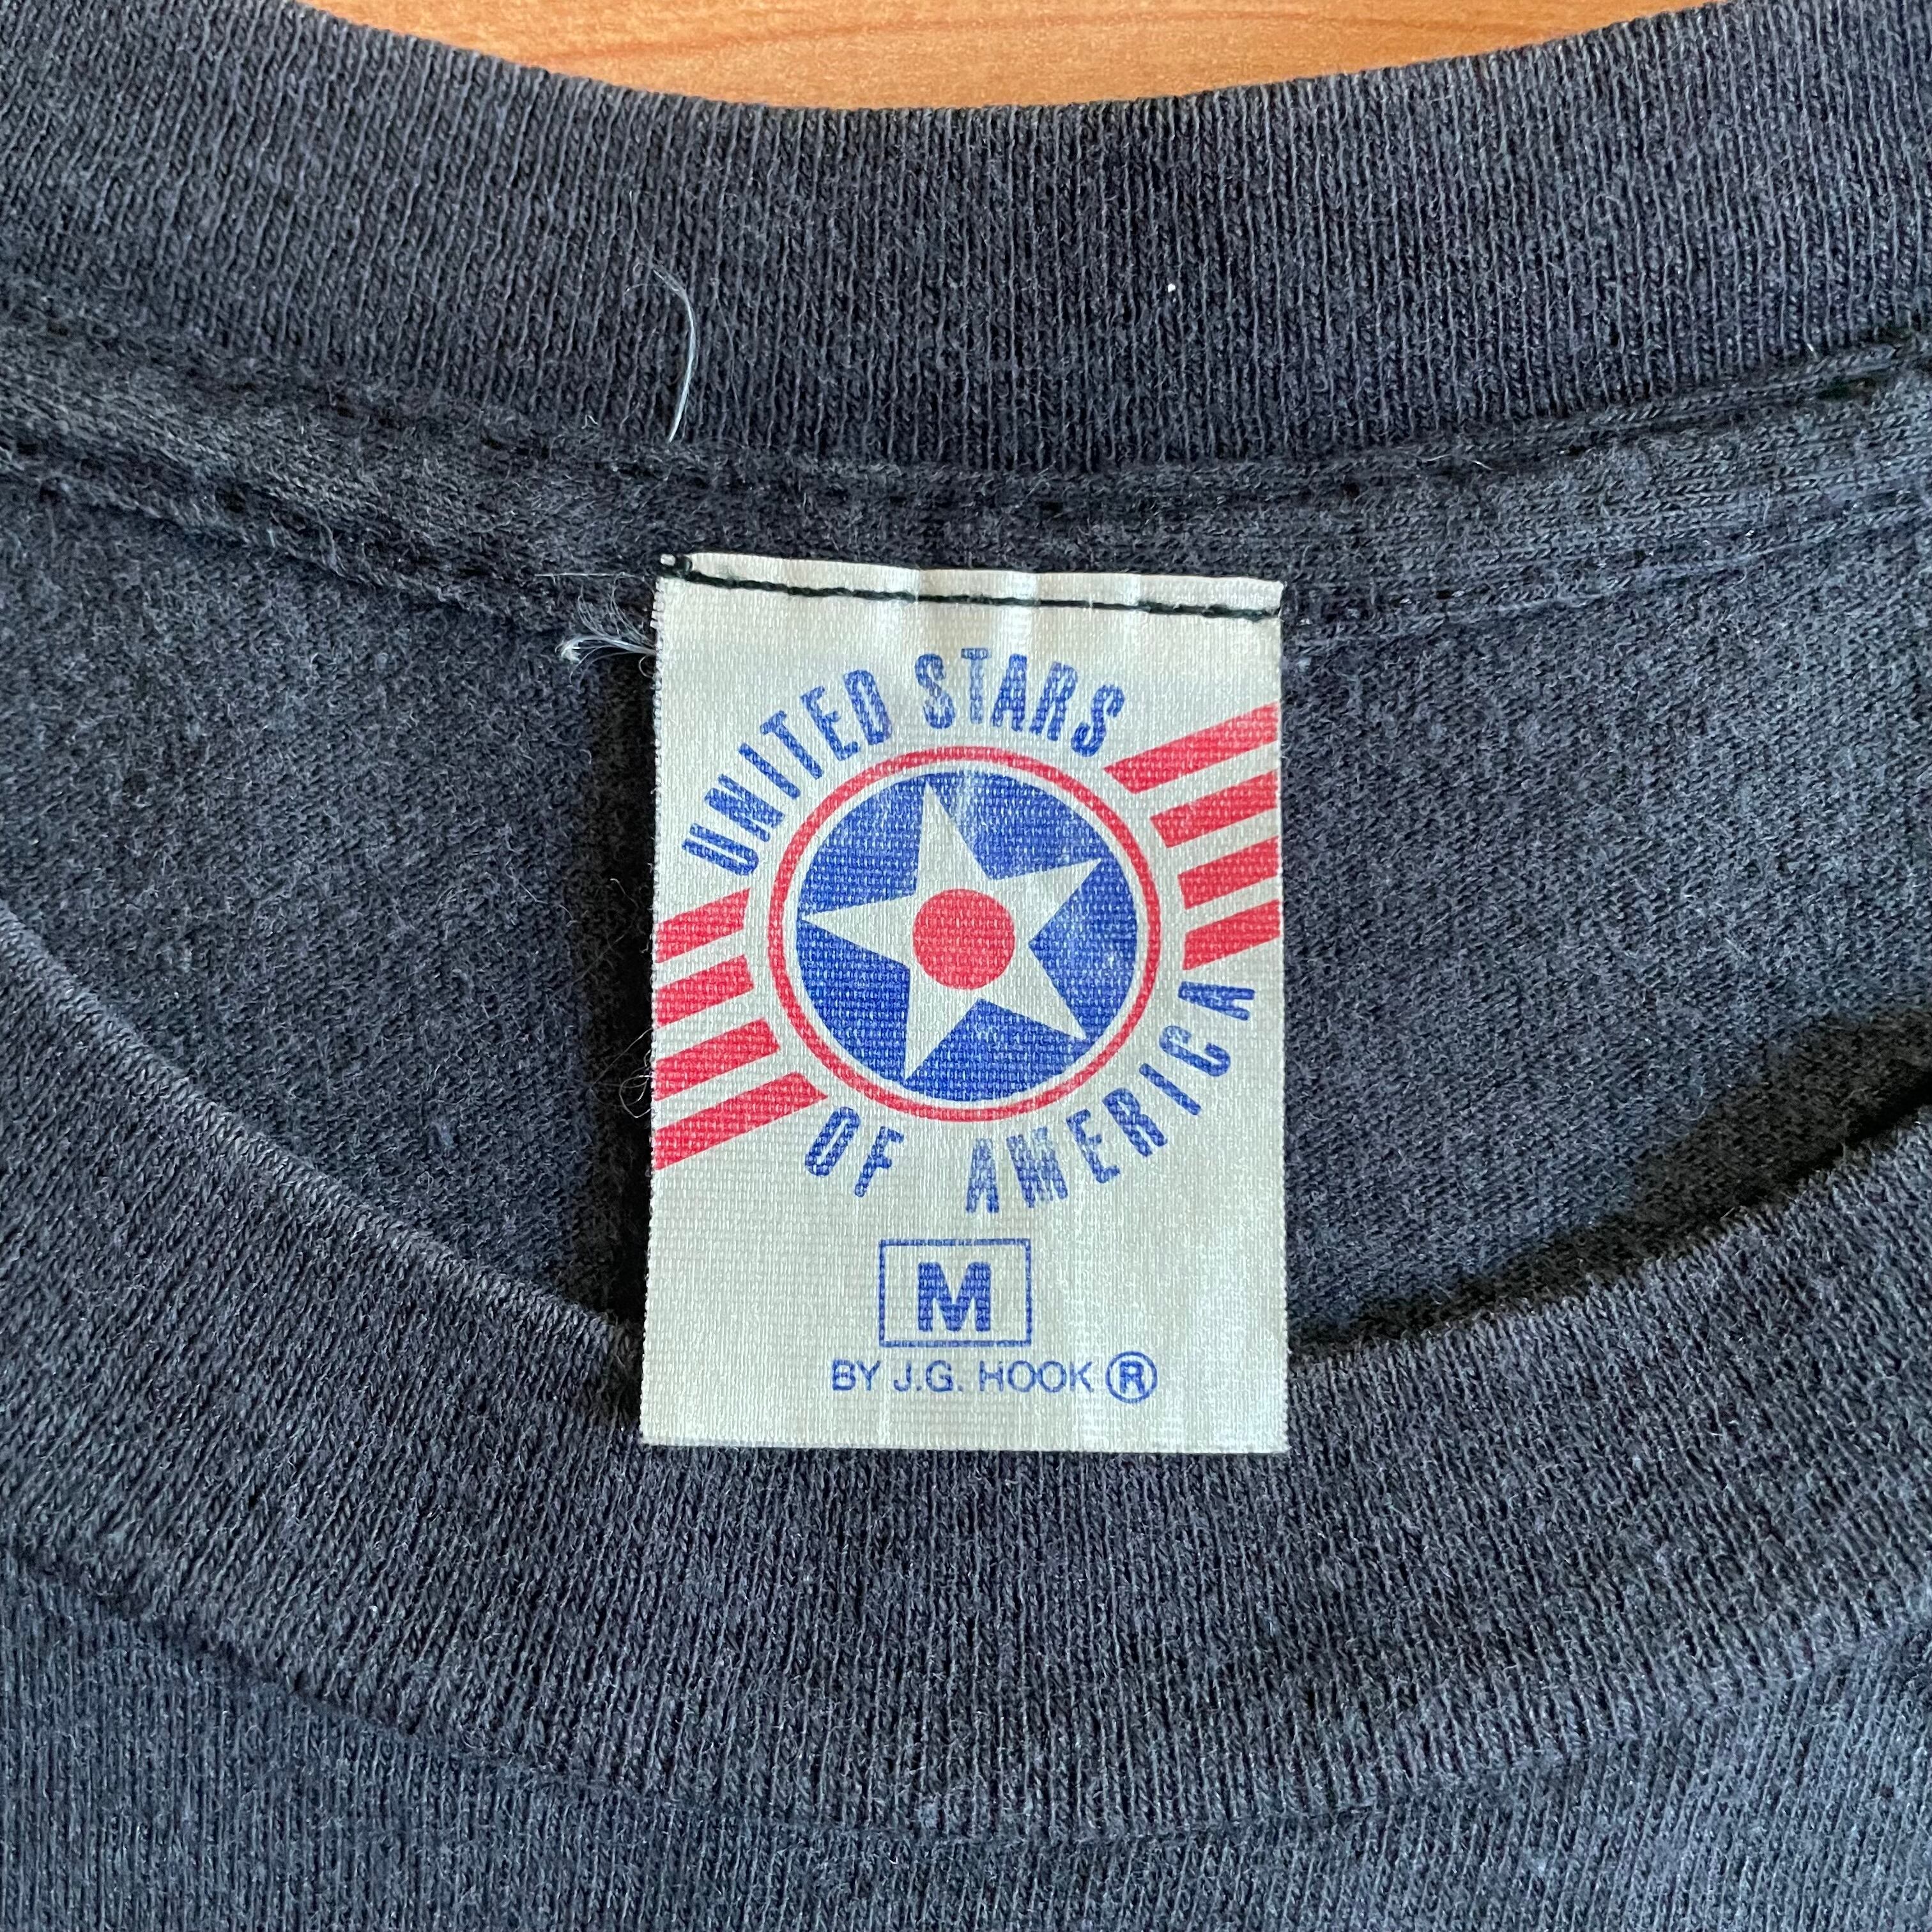 UNITED STARS
OF AMERICA
M
BY J.G. HOOK ®